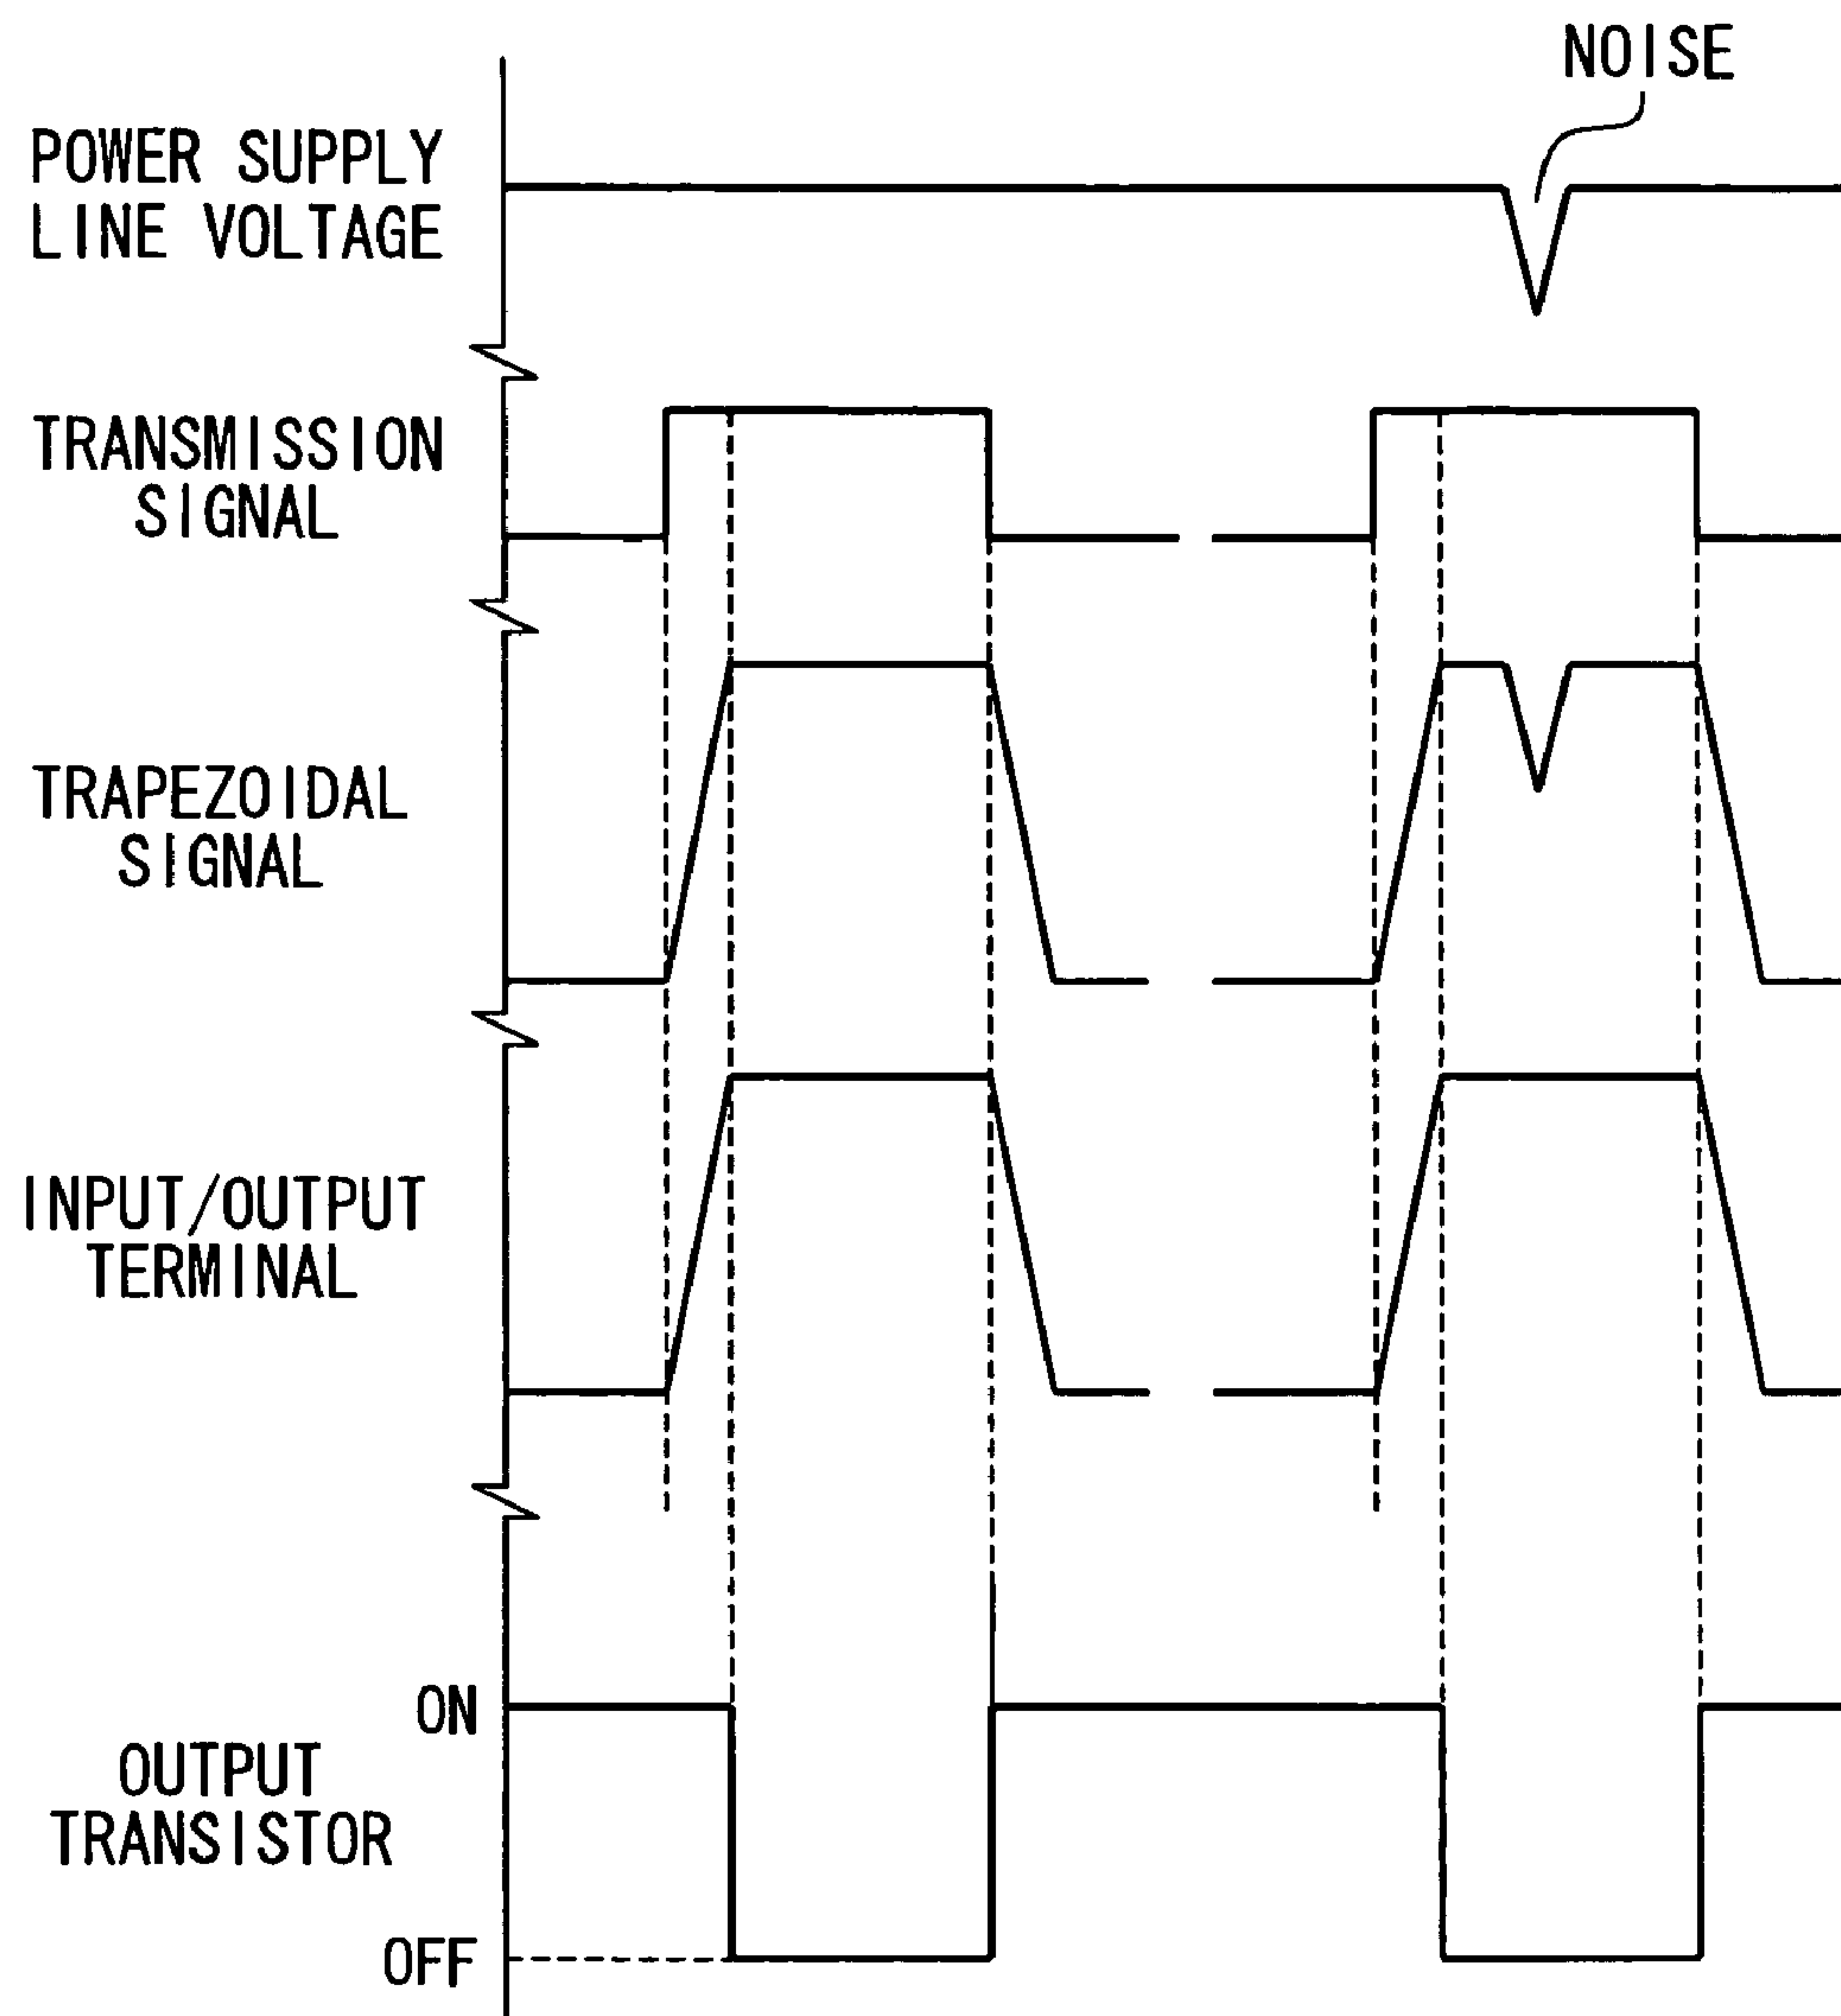 NOISE
POWER SUPPLY
LINE VOLTAGE
TRANSMISSION
SIGNAL
TRAPEZOIDAL
SIGNAL
INPUT/OUTPUT
TERMINAL
ON
OUTPUT
TRANSISTOR
OFF